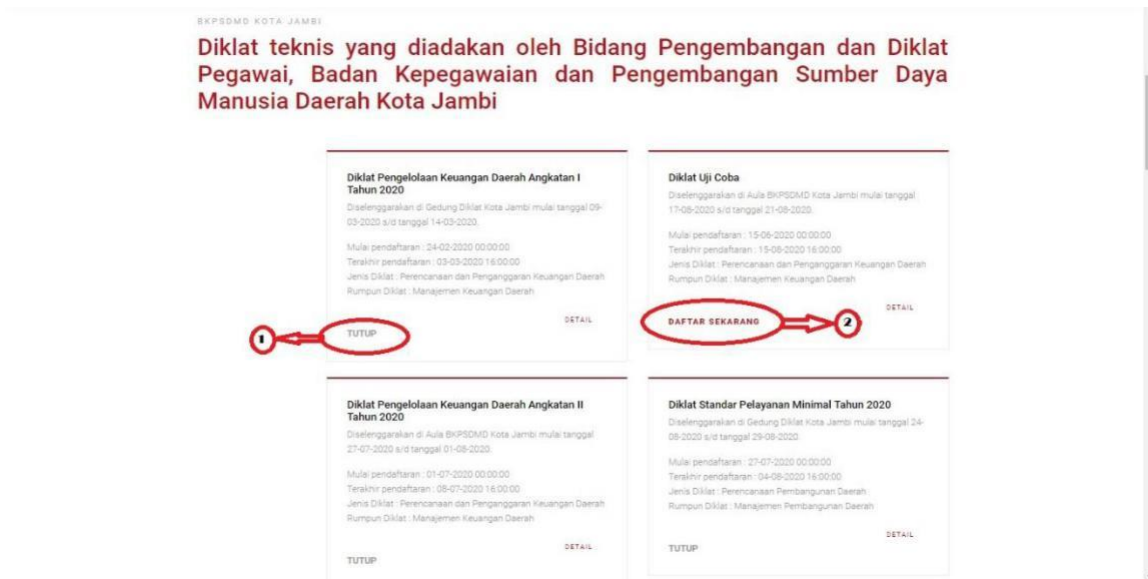 BKPSDMD KOTA JAMBI
Diklat teknis yang diadakan oleh Bidang Pengembangan dan Diklat
Pegawai, Badan Kepegawaian dan Pengembangan Sumber Daya
Manusia Daerah Kota Jambi
Diklat Pengelolaan Keuangan Daerah Angkatan I
Tahun 2020
Diselenggarakan di Gedung Diklat Kota Jambi mulai tanggal 09-
03-2020 s/d tanggal 14-03-2020.
Mulai pendaftaran : 24-02-2020 00:00:00
Terakhir pendaftaran : 03-03-2020 16:00:00
Jenis Diklat : Perencanaan dan Penganggaran Keuangan Daerah
Rumpun Diklat : Manajemen Keuangan Daerah
DETAIL
TUTUP
1
Diklat Uji Coba
Diselenggarakan di Aula BKPSDMD Kota Jambi mulai tanggal
17-08-2020 s/d tanggal 21-08-2020.
Mulai pendaftaran : 15-06-2020 00:00:00
Terakhir pendaftaran : 15-08-2020 16:00:00
Jenis Diklat : Perencanaan dan Penganggaran Keuangan Daerah
Rumpun Diklat : Manajemen Keuangan Daerah
DETAIL
DAFTAR SEKARANG
2
Diklat Pengelolaan Keuangan Daerah Angkatan II
Tahun 2020
Diselenggarakan di Aula BKPSDMD Kota Jambi mulai tanggal
27-07-2020 s/d tanggal 01-08-2020.
Mulai pendaftaran : 01-07-2020 00:00:00
Terakhir pendaftaran : 08-07-2020 16:00:00
Jenis Diklat : Perencanaan dan Penganggaran Keuangan Daerah
Rumpun Diklat : Manajemen Keuangan Daerah
DETAIL
TUTUP
Diklat Standar Pelayanan Minimal Tahun 2020
Diselenggarakan di Gedung Diklat Kota Jambi mulai tanggal 24-
08-2020 s/d tanggal 29-08-2020.
Mulai pendaftaran : 27-07-2020 00:00:00
Terakhir pendaftaran : 04-08-2020 16:00:00
Jenis Diklat : Perencanaan Pembangunan Daerah
Rumpun Diklat : Manajemen Pembangunan Daerah
DETAIL
TUTUP